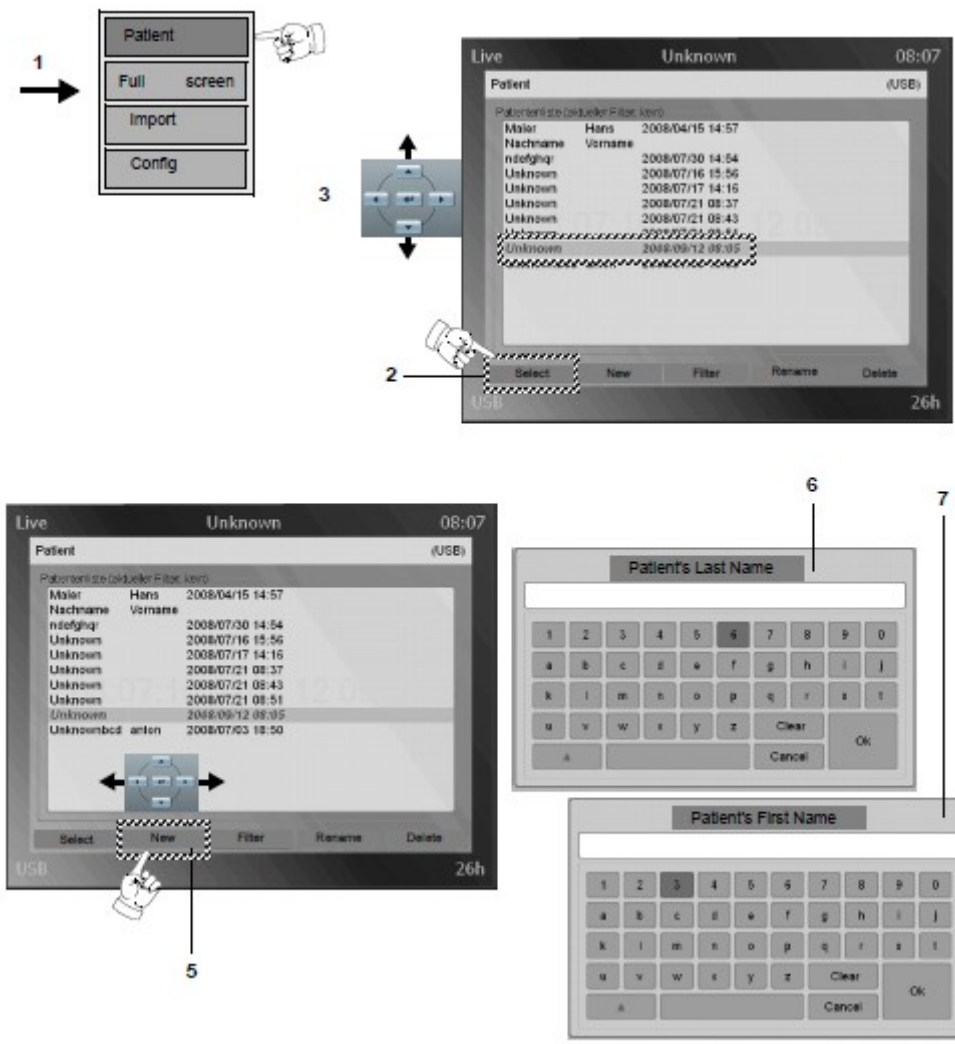 1
Patient
Full screen
Import
Config
3
Live Unknown 08:07
Patient (USB)
Patientenliste (aktueller Filter: kein)
Maier Hans 2008/04/15 14:57
Nachname Vorname
ndefghqr 2008/07/30 14:54
Unknown 2008/07/16 15:56
Unknown 2008/07/17 14:16
Unknown 2008/07/21 08:37
Unknown 2008/07/21 08:43
Unknown 2008/09/12 08:05
2
Select New Filter Rename Delete
USB 26h
Live Unknown 08:07
Patient (USB)
Patientenliste (aktueller Filter: kein)
Maier Hans 2008/04/15 14:57
Nachname Vorname
ndefghqr 2008/07/30 14:54
Unknown 2008/07/16 15:56
Unknown 2008/07/17 14:16
Unknown 2008/07/21 08:37
Unknown 2008/07/21 08:43
Unknown 2008/07/21 08:51
Unknown 2008/09/12 08:05
Unknownbcd anton 2008/07/03 18:50
Select New Filter Rename Delete
USB 26h
5
6
Patient's Last Name
1 2 3 4 5 6 7 8 9 0
a b c d e f g h i j
k l m n o p q r s t
u v w x y z Clear
Ok
Cancel
7
Patient's First Name
1 2 3 4 5 6 7 8 9 0
a b c d e f g h i j
k l m n o p q r s t
u v w x y z Clear
Ok
Cancel